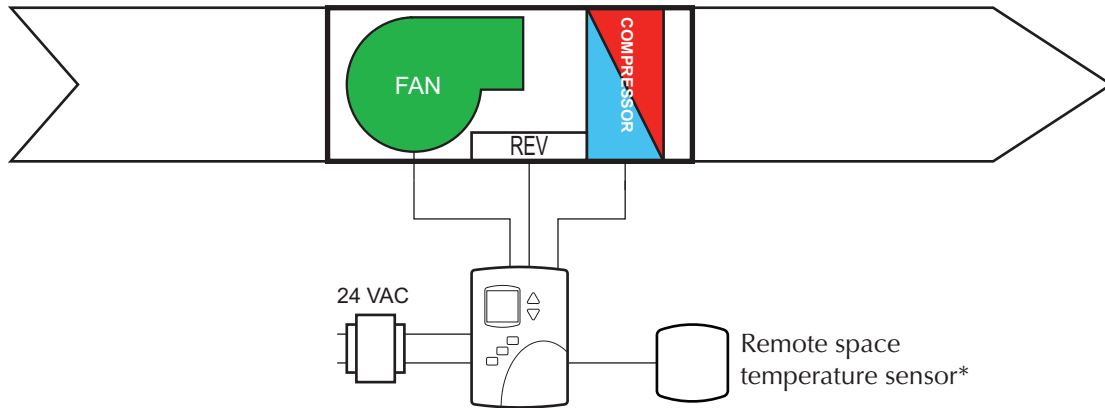 FAN
COMPRESSOR
REV
24 VAC
Remote space
temperature sensor*